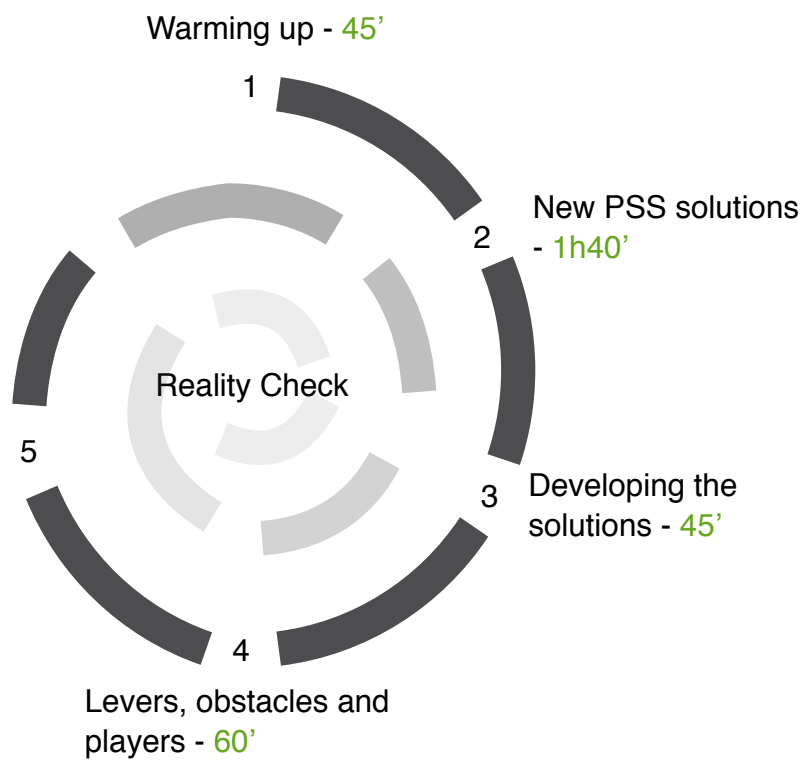 Warming up - 45’
1
New PSS solutions
- 1h40’
2
Reality Check
5
3
Developing the
solutions - 45’
4
Levers, obstacles and
players - 60’